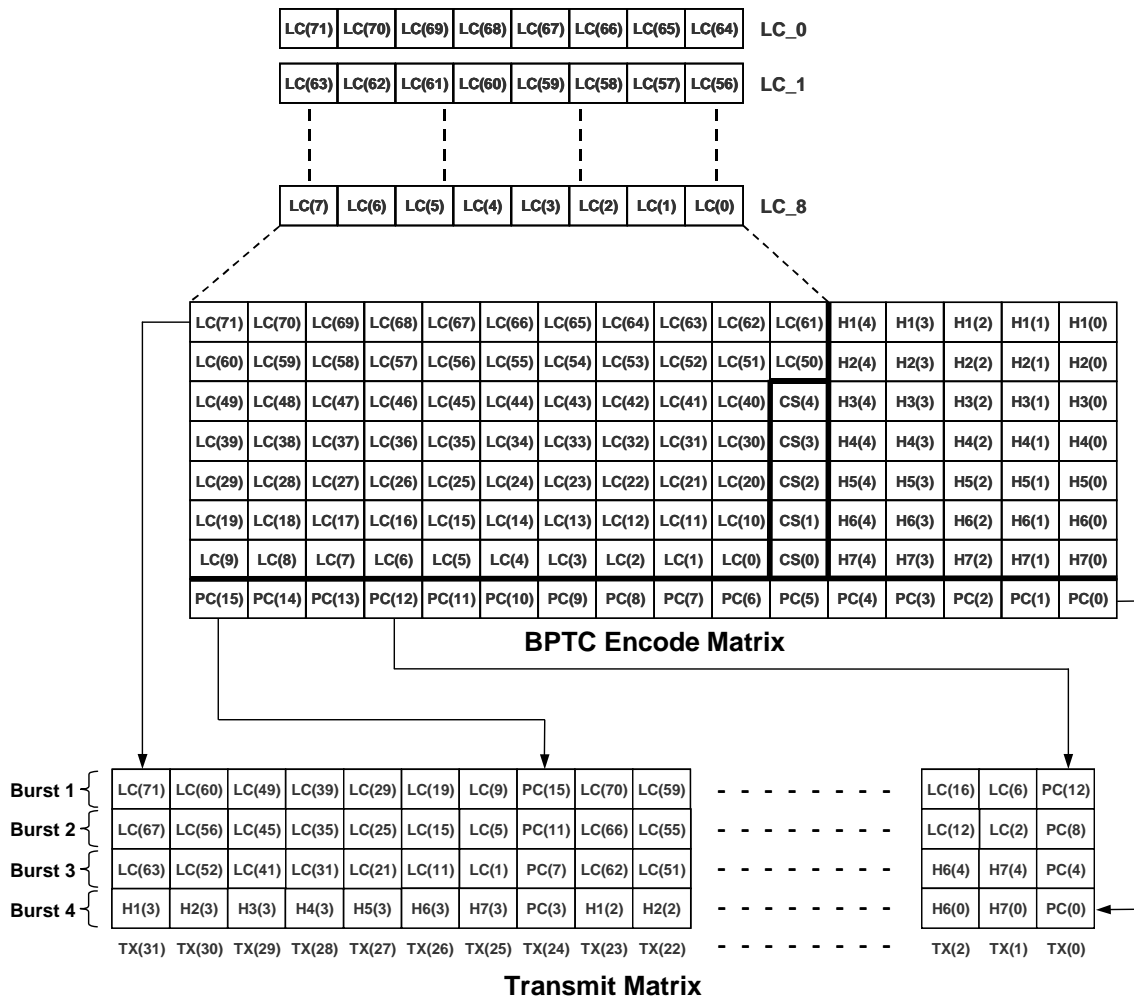 LC(71) LC(70) LC(69) LC(68) LC(67) LC(66) LC(65) LC(64) LC_0
LC(63) LC(62) LC(61) LC(60) LC(59) LC(58) LC(57) LC(56) LC_1
LC(7) LC(6) LC(5) LC(4) LC(3) LC(2) LC(1) LC(0) LC_8
LC(71) LC(70) LC(69) LC(68) LC(67) LC(66) LC(65) LC(64) LC(63) LC(62) LC(61) H1(4) H1(3) H1(2) H1(1) H1(0)
LC(60) LC(59) LC(58) LC(57) LC(56) LC(55) LC(54) LC(53) LC(52) LC(51) LC(50) H2(4) H2(3) H2(2) H2(1) H2(0)
LC(49) LC(48) LC(47) LC(46) LC(45) LC(44) LC(43) LC(42) LC(41) LC(40) CS(4) H3(4) H3(3) H3(2) H3(1) H3(0)
LC(39) LC(38) LC(37) LC(36) LC(35) LC(34) LC(33) LC(32) LC(31) LC(30) CS(3) H4(4) H4(3) H4(2) H4(1) H4(0)
LC(29) LC(28) LC(27) LC(26) LC(25) LC(24) LC(23) LC(22) LC(21) LC(20) CS(2) H5(4) H5(3) H5(2) H5(1) H5(0)
LC(19) LC(18) LC(17) LC(16) LC(15) LC(14) LC(13) LC(12) LC(11) LC(10) CS(1) H6(4) H6(3) H6(2) H6(1) H6(0)
LC(9) LC(8) LC(7) LC(6) LC(5) LC(4) LC(3) LC(2) LC(1) LC(0) CS(0) H7(4) H7(3) H7(2) H7(1) H7(0)
PC(15) PC(14) PC(13) PC(12) PC(11) PC(10) PC(9) PC(8) PC(7) PC(6) PC(5) PC(4) PC(3) PC(2) PC(1) PC(0)
BPTC Encode Matrix
Burst 1 LC(71) LC(60) LC(49) LC(39) LC(29) LC(19) LC(9) PC(15) LC(70) LC(59) LC(16) LC(6) PC(12)
Burst 2 LC(67) LC(56) LC(45) LC(35) LC(25) LC(15) LC(5) PC(11) LC(66) LC(55) LC(12) LC(2) PC(8)
Burst 3 LC(63) LC(52) LC(41) LC(31) LC(21) LC(11) LC(1) PC(7) LC(62) LC(51) H6(4) H7(4) PC(4)
Burst 4 H1(3) H2(3) H3(3) H4(3) H5(3) H6(3) H7(3) PC(3) H1(2) H2(2) H6(0) H7(0) PC(0)
TX(31) TX(30) TX(29) TX(28) TX(27) TX(26) TX(25) TX(24) TX(23) TX(22) TX(2) TX(1) TX(0)
Transmit Matrix